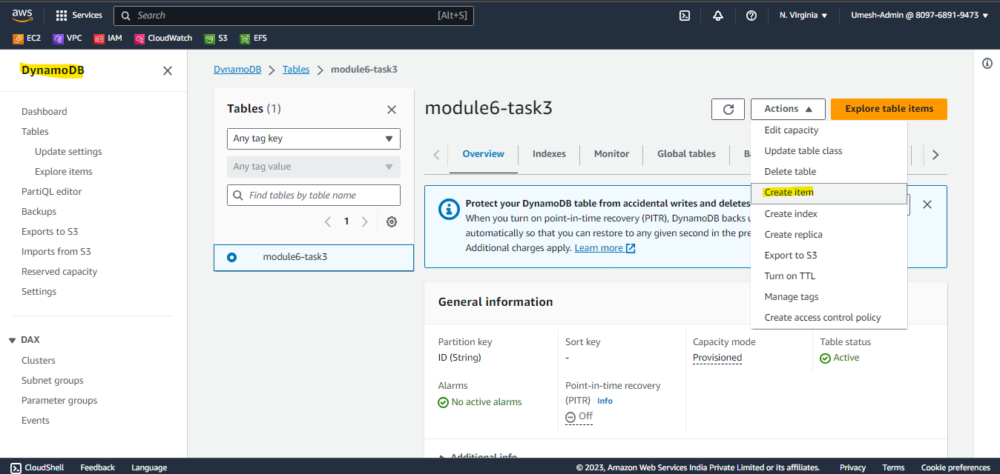 aws Services Search [Alt+S] N. Virginia Umesh-Admin @ 8097-6891-9473
EC2 VPC IAM CloudWatch S3 EFS
DynamoDB
Dashboard
Tables
Update settings
Explore items
PartiQL editor
Backups
Exports to S3
Imports from S3
Reserved capacity
Settings
DAX
Clusters
Subnet groups
Parameter groups
Events
DynamoDB Tables module6-task3
Tables (1)
Any tag key
Any tag value
Find tables by table name
1
module6-task3
module6-task3
Actions Explore table items
Edit capacity
Update table class
Delete table
Create item
Create index
Create replica
Export to S3
Turn on TTL
Manage tags
Create access control policy
Overview Indexes Monitor Global tables
Protect your DynamoDB table from accidental writes and deletes
When you turn on point-in-time recovery (PITR), DynamoDB backs
automatically so that you can restore to any given second in the
Additional charges apply. Learn more
General information
Partition key
ID (String)
Sort key
-
Capacity mode
Provisioned
Table status
Active
Alarms
No active alarms
Point-in-time recovery
(PITR) Info
Off
Additional info
CloudShell Feedback Language © 2023, Amazon Web Services India Private Limited or its affiliates. Privacy Terms Cookie preferences